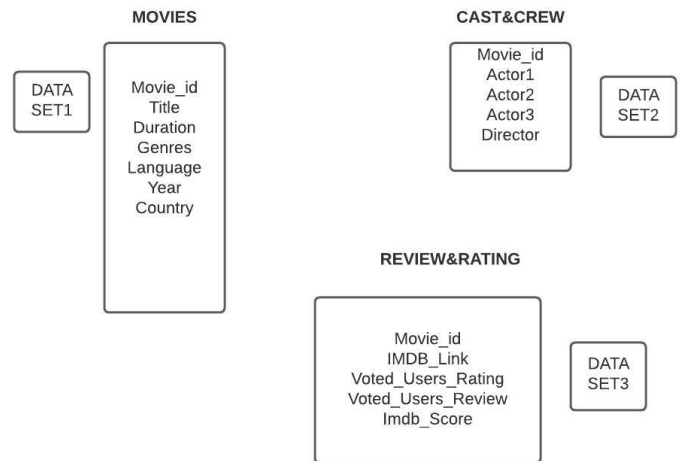 MOVIES
DATA
SET1
Movie_id
Title
Duration
Genres
Language
Year
Country
CAST&CREW
Movie_id
Actor1
Actor2
Actor3
Director
DATA
SET2
REVIEW&RATING
Movie_id
IMDB_Link
Voted_Users_Rating
Voted_Users_Review
Imdb_Score
DATA
SET3